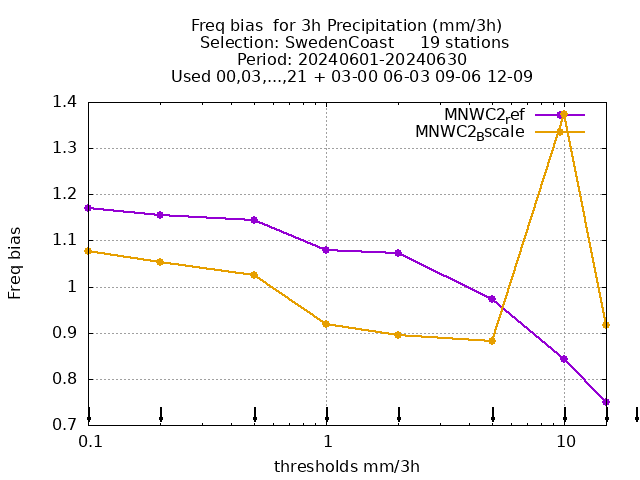 Freq bias  for 3h Precipitation (mm/3h)
Selection: SwedenCoast     19 stations
Period: 20240601-20240630
Used 00,03,...,21 + 03-00 06-03 09-06 12-09
MNWC2ref
MNWC2Bscale
1.4
1.3
1.2
1.1
1
0.9
0.8
0.7
Freq bias
0.1 1 10
thresholds mm/3h